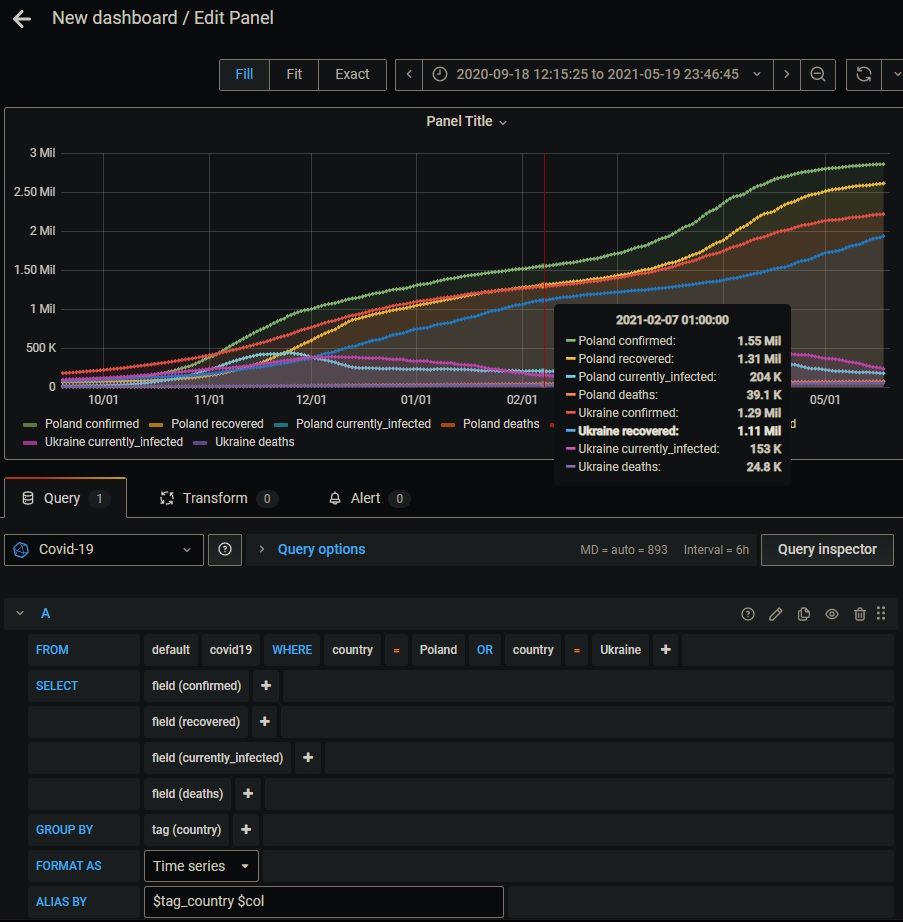 New dashboard / Edit Panel
Fill Fit Exact 2020-09-18 12:15:25 to 2021-05-19 23:46:45
Panel Title
3 Mil
2.50 Mil
2 Mil
1.50 Mil
1 Mil
500 K
0
10/01 11/01 12/01 01/01 02/01 05/01
2021-02-07 01:00:00
Poland confirmed: 1.55 Mil
Poland recovered: 1.31 Mil
Poland currently_infected: 204 K
Poland deaths: 39.1 K
Ukraine confirmed: 1.29 Mil
Ukraine recovered: 1.11 Mil
Ukraine currently_infected: 153 K
Ukraine deaths: 24.8 K
Poland confirmed Poland recovered Poland currently_infected Poland deaths d
Ukraine currently_infected Ukraine deaths
Query 1 Transform 0 Alert 0
Covid-19 Query options MD = auto = 893 Interval = 6h Query inspector
A
FROM default covid19 WHERE country = Poland OR country = Ukraine +
SELECT field (confirmed) +
field (recovered) +
field (currently_infected) +
field (deaths) +
GROUP BY tag (country) +
FORMAT AS Time series
ALIAS BY $tag_country $col